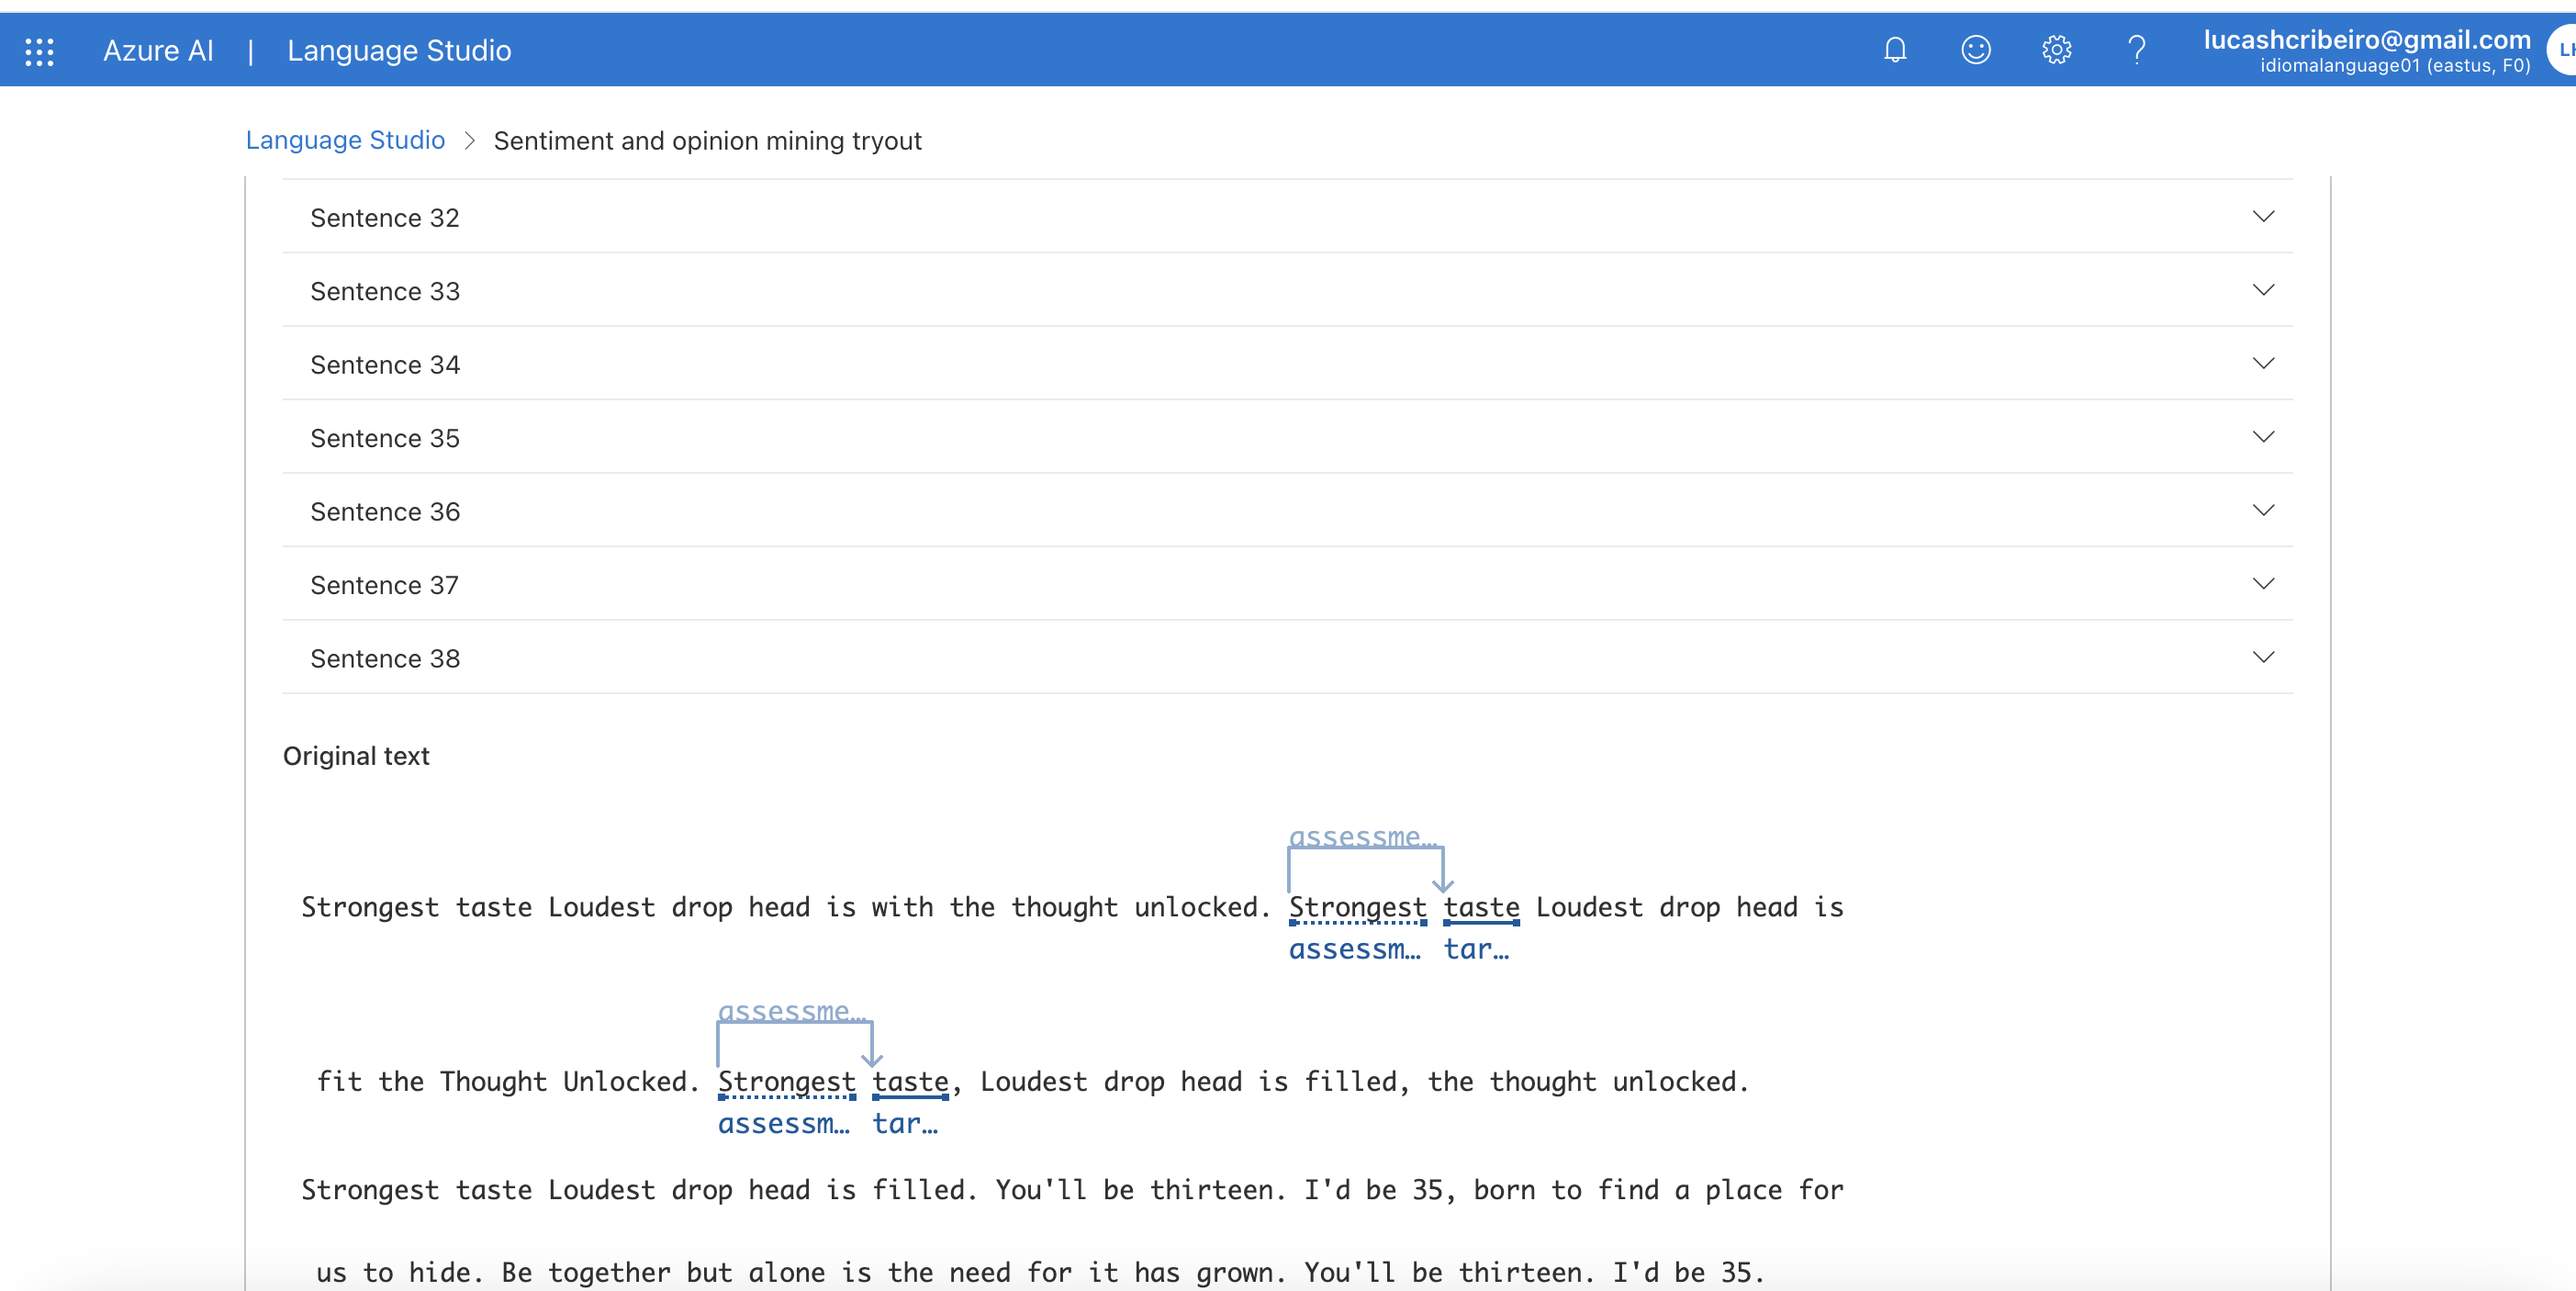 Azure AI | Language Studio
lucashcribeiro@gmail.com
idiomalanguage01 (eastus, F0)
Language Studio > Sentiment and opinion mining tryout
Sentence 32
Sentence 33
Sentence 34
Sentence 35
Sentence 36
Sentence 37
Sentence 38
Original text
assessme…
Strongest taste Loudest drop head is with the thought unlocked. Strongest taste Loudest drop head is
assessm… tar…
assessme…
fit the Thought Unlocked. Strongest taste, Loudest drop head is filled, the thought unlocked.
assessm… tar…
Strongest taste Loudest drop head is filled. You'll be thirteen. I'd be 35, born to find a place for
us to hide. Be together but alone is the need for it has grown. You'll be thirteen. I'd be 35.